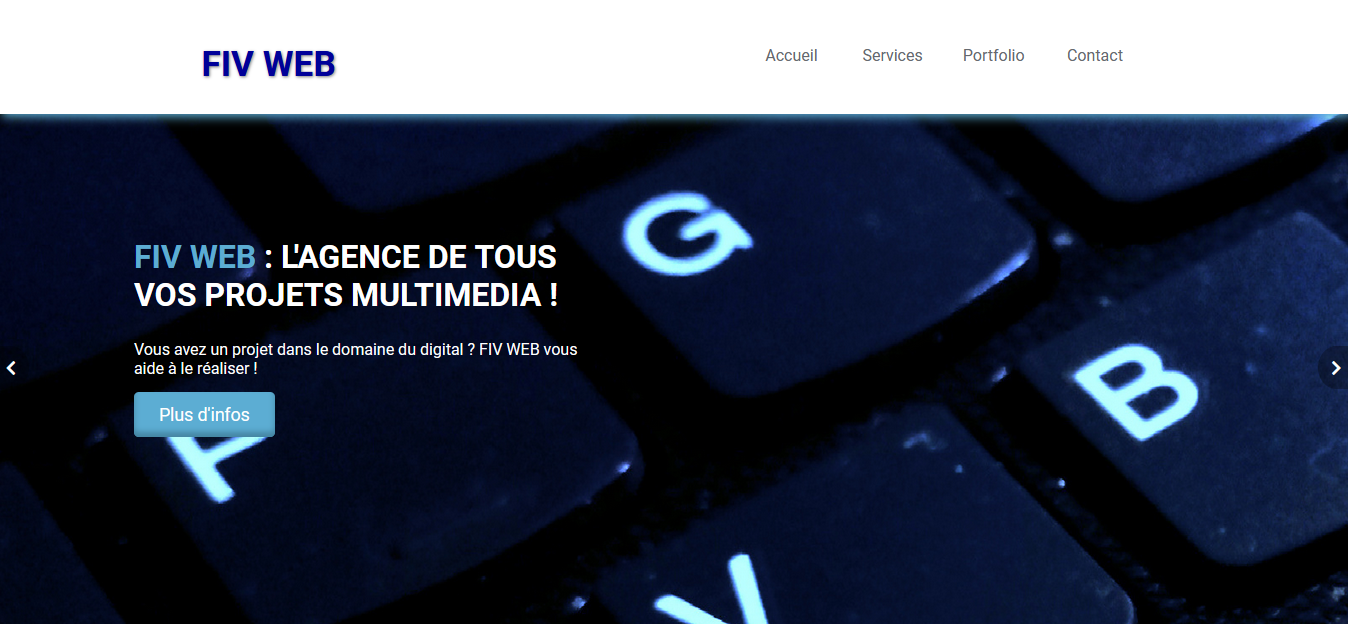 FIV WEB
Accueil Services Portfolio Contact
FIV WEB : L'AGENCE DE TOUS
VOS PROJETS MULTIMEDIA !
Vous avez un projet dans le domaine du digital ? FIV WEB vous
aide à le réaliser !
Plus d'infos
G
B
V